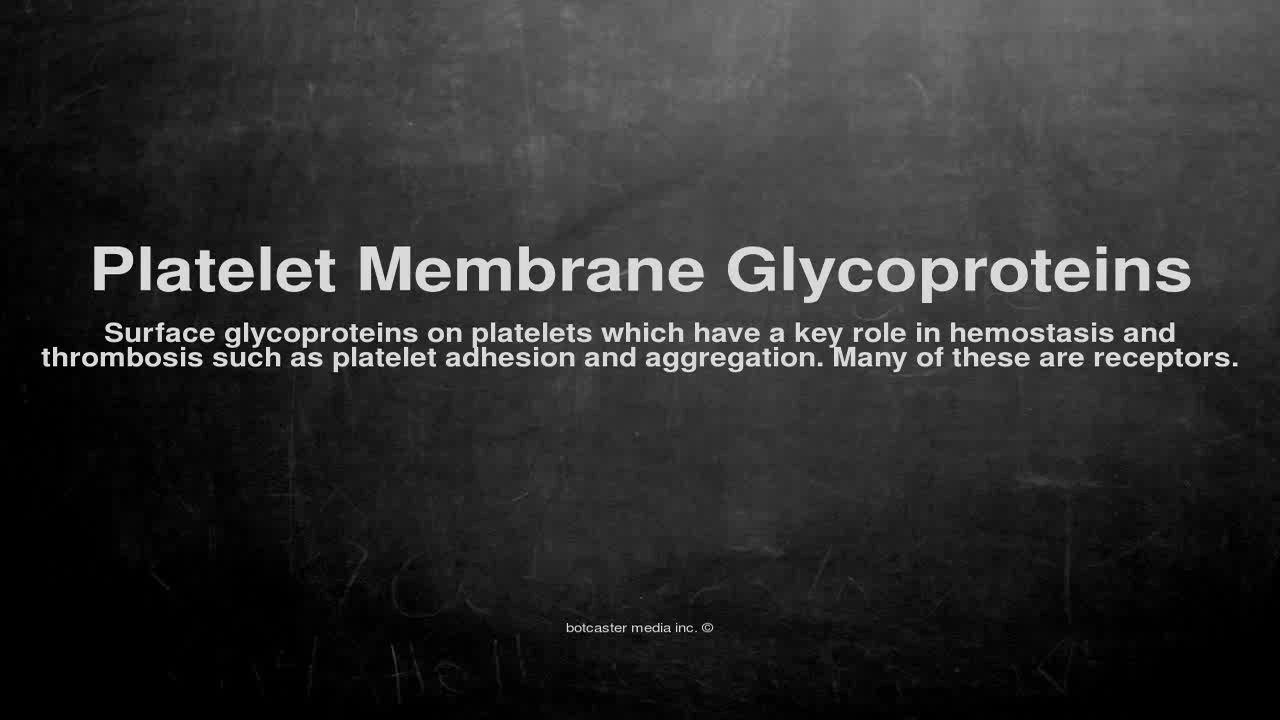 Platelet Membrane Glycoproteins
Surface glycoproteins on platelets which have a key role in hemostasis and
thrombosis such as platelet adhesion and aggregation. Many of these are receptors.
botcaster media inc. ©